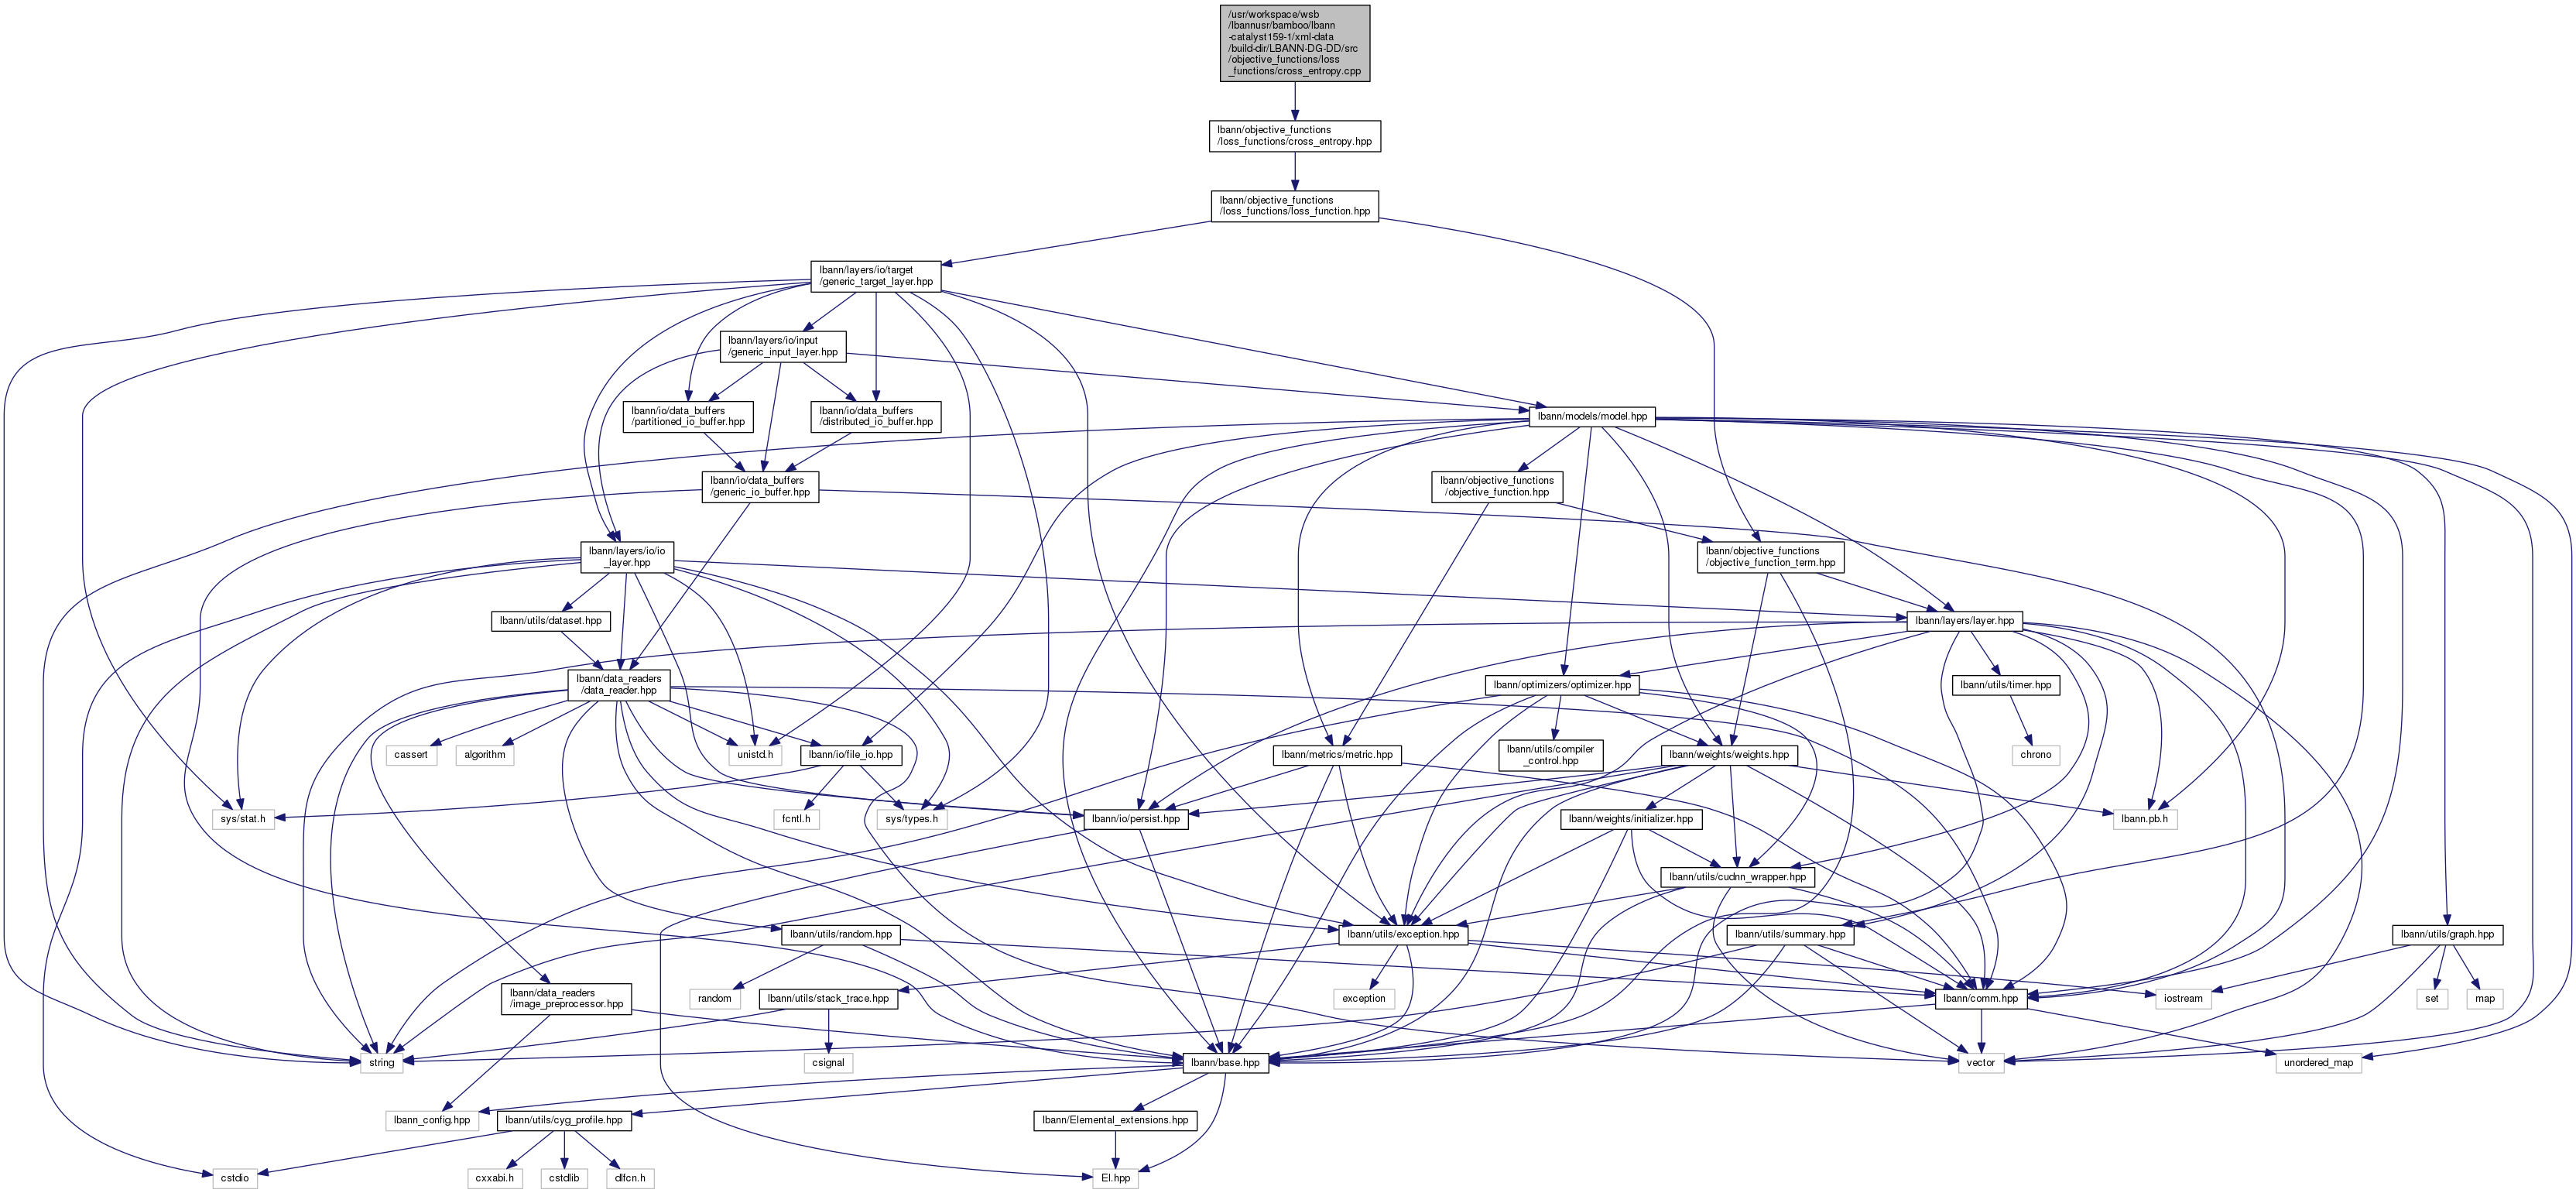 /usr/workspace/wsb
/lbannusr/bamboo/lbann
-catalyst159-1/xml-data
/build-dir/LBANN-DG-DD/src
/objective_functions/loss
_functions/cross_entropy.cpp
lbann/objective_functions
/loss_functions/cross_entropy.hpp
lbann/objective_functions
/loss_functions/loss_function.hpp
lbann/layers/io/target
/generic_target_layer.hpp
lbann/layers/io/input
/generic_input_layer.hpp
lbann/io/data_buffers
/partitioned_io_buffer.hpp
lbann/io/data_buffers
/distributed_io_buffer.hpp
lbann/models/model.hpp
lbann/io/data_buffers
/generic_io_buffer.hpp
lbann/objective_functions
/objective_function.hpp
lbann/layers/io/io
_layer.hpp
lbann/objective_functions
/objective_function_term.hpp
lbann/utils/dataset.hpp
lbann/layers/layer.hpp
lbann/data_readers
/data_reader.hpp
lbann/optimizers/optimizer.hpp
lbann/utils/timer.hpp
cassert
algorithm
unistd.h
lbann/io/file_io.hpp
lbann/metrics/metric.hpp
lbann/utils/compiler
_control.hpp
lbann/weights/weights.hpp
chrono
sys/stat.h
fcntl.h
sys/types.h
lbann/io/persist.hpp
lbann/weights/initializer.hpp
lbann.pb.h
lbann/utils/cudnn_wrapper.hpp
lbann/utils/random.hpp
lbann/utils/exception.hpp
lbann/utils/summary.hpp
lbann/utils/graph.hpp
lbann/data_readers
/image_preprocessor.hpp
random
lbann/utils/stack_trace.hpp
exception
lbann/comm.hpp
iostream
set
map
string
csignal
lbann/base.hpp
vector
unordered_map
lbann_config.hpp
lbann/utils/cyg_profile.hpp
lbann/Elemental_extensions.hpp
cstdio
cxxabi.h
cstdlib
dlfcn.h
El.hpp